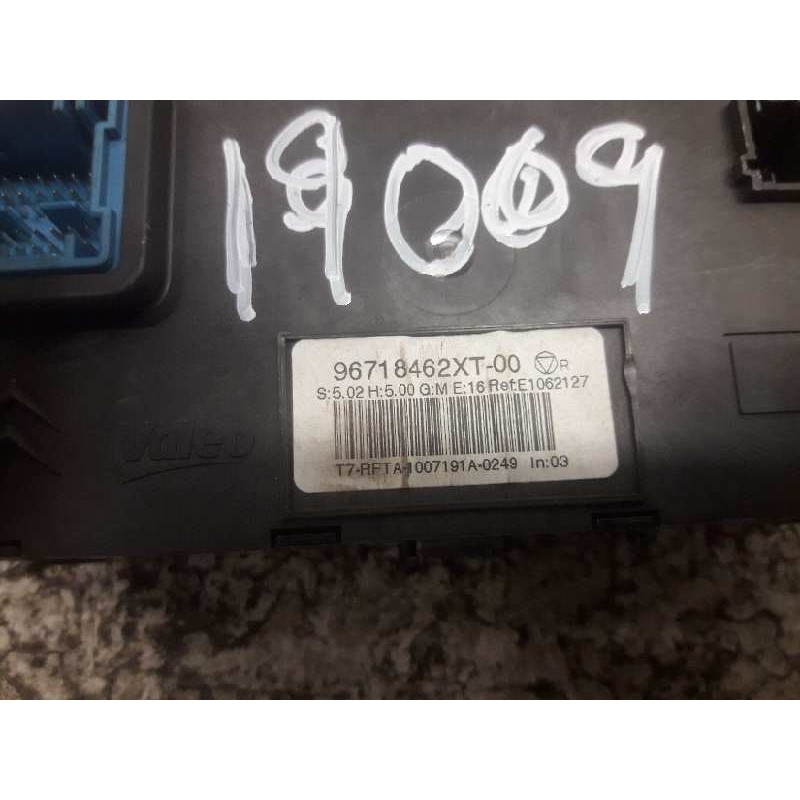 19009
96718462XT-00 R
S:5.02 H:5.00 G:M E:16 Ref:E1062127
Valeo
T7-RFTA-1007191A-0249 In:03